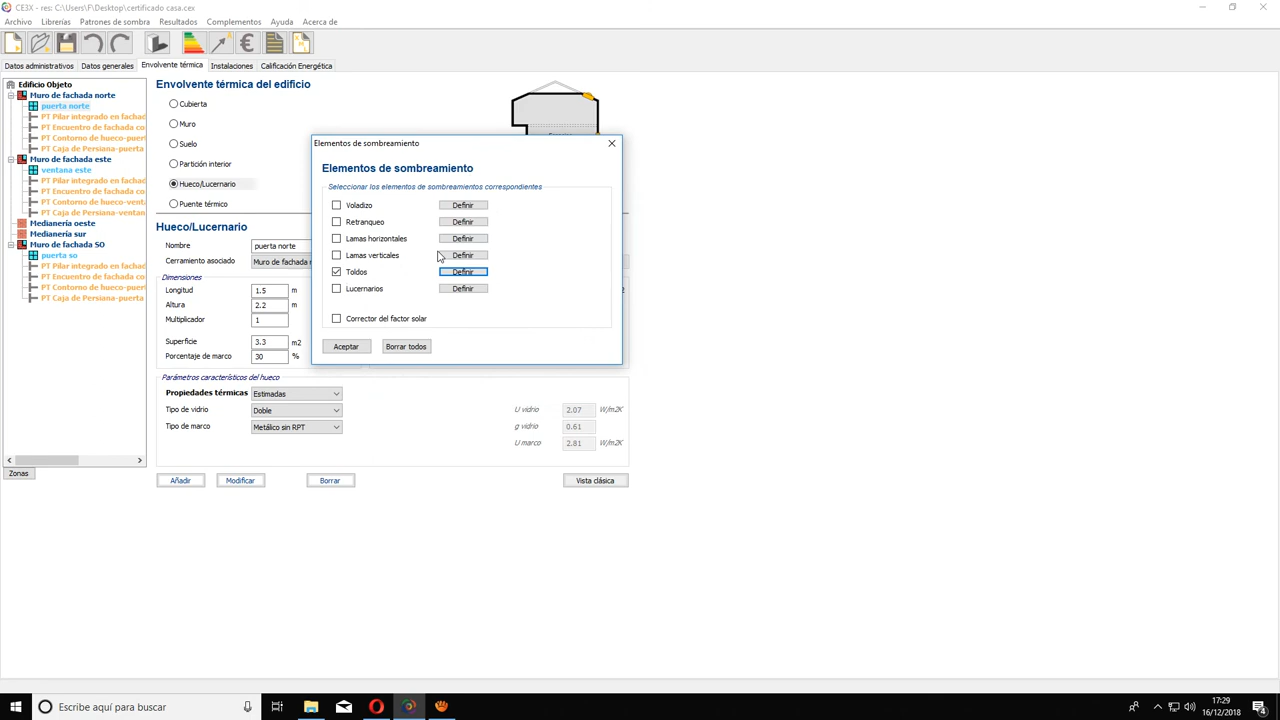 CE3X - res: C:\Users\F\Desktop\certificado casa.cex
Archivo Librerías Patrones de sombra Resultados Complementos Ayuda Acerca de
Datos administrativos Datos generales Envolvente térmica Instalaciones Calificación Energética
Edificio Objeto
Muro de fachada norte
puerta norte
PT Pilar integrado en fachad
PT Encuentro de fachada co
PT Contorno de hueco-puert
PT Caja de Persiana-puerta
Muro de fachada este
ventana este
PT Pilar integrado en fachad
PT Encuentro de fachada co
PT Contorno de hueco-venta
PT Caja de Persiana-ventan
Medianería oeste
Medianería sur
Muro de fachada SO
puerta so
PT Pilar integrado en fachad
PT Encuentro de fachada co
PT Contorno de hueco-puert
PT Caja de Persiana-puerta
Zonas
Envolvente térmica del edificio
Cubierta
Muro
Suelo
Partición interior
Hueco/Lucernario
Puente térmico
Hueco/Lucernario
Nombre puerta norte
Cerramiento asociado Muro de fachada n
Dimensiones
Longitud 1.5 m
Altura 2.2 m
Multiplicador 1
Superficie 3.3 m2
Porcentaje de marco 30 %
Parámetros característicos del hueco
Propiedades térmicas Estimadas
Tipo de vidrio Doble
Tipo de marco Metálico sin RPT
U vidrio 2.07 W/m2K
g vidrio 0.61
U marco 2.81 W/m2K
Añadir Modificar Borrar Vista clásica
Elementos de sombreamiento
Elementos de sombreamiento
Seleccionar los elementos de sombreamientos correspondientes
Voladizo Definir
Retranqueo Definir
Lamas horizontales Definir
Lamas verticales Definir
Toldos Definir
Lucernarios Definir
Corrector del factor solar
Aceptar Borrar todos
Escribe aquí para buscar
17:29
16/12/2018
4